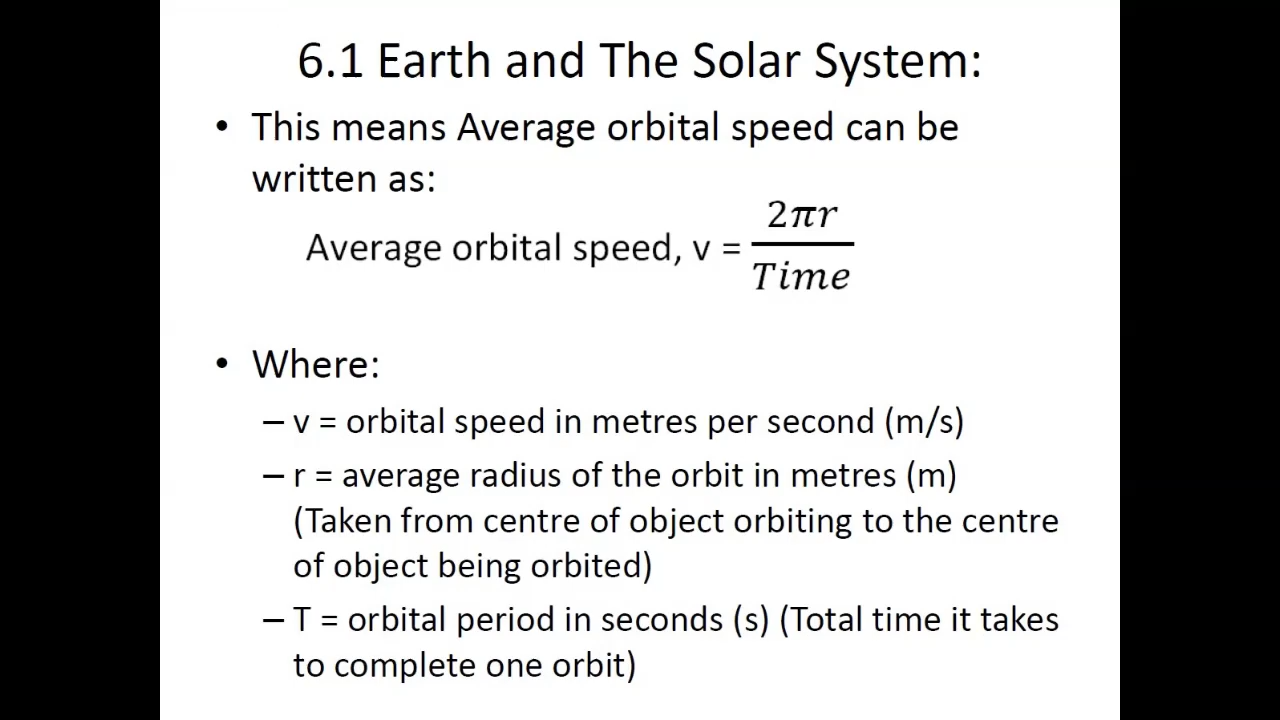 6.1 Earth and The Solar System:
• This means Average orbital speed can be
written as:
Average orbital speed, v = 2πr / Time
• Where:
– v = orbital speed in metres per second (m/s)
– r = average radius of the orbit in metres (m)
(Taken from centre of object orbiting to the centre
of object being orbited)
– T = orbital period in seconds (s) (Total time it takes
to complete one orbit)